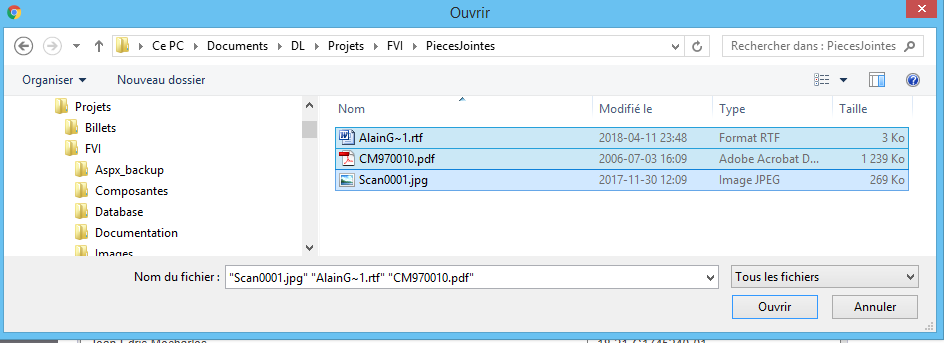 Ouvrir
Ce PC Documents DL Projets FVI PiecesJointes
Rechercher dans : PiecesJointes
Organiser Nouveau dossier
Projets
Billets
FVI
Aspx_backup
Composantes
Database
Documentation
Images
Nom Modifié le Type Taille
AlainG~1.rtf 2018-04-11 23:48 Format RTF 3 Ko
CM970010.pdf 2006-07-03 16:09 Adobe Acrobat D... 1 239 Ko
Scan0001.jpg 2017-11-30 12:09 Image JPEG 269 Ko
Nom du fichier : "Scan0001.jpg" "AlainG~1.rtf" "CM970010.pdf"
Tous les fichiers
Ouvrir Annuler